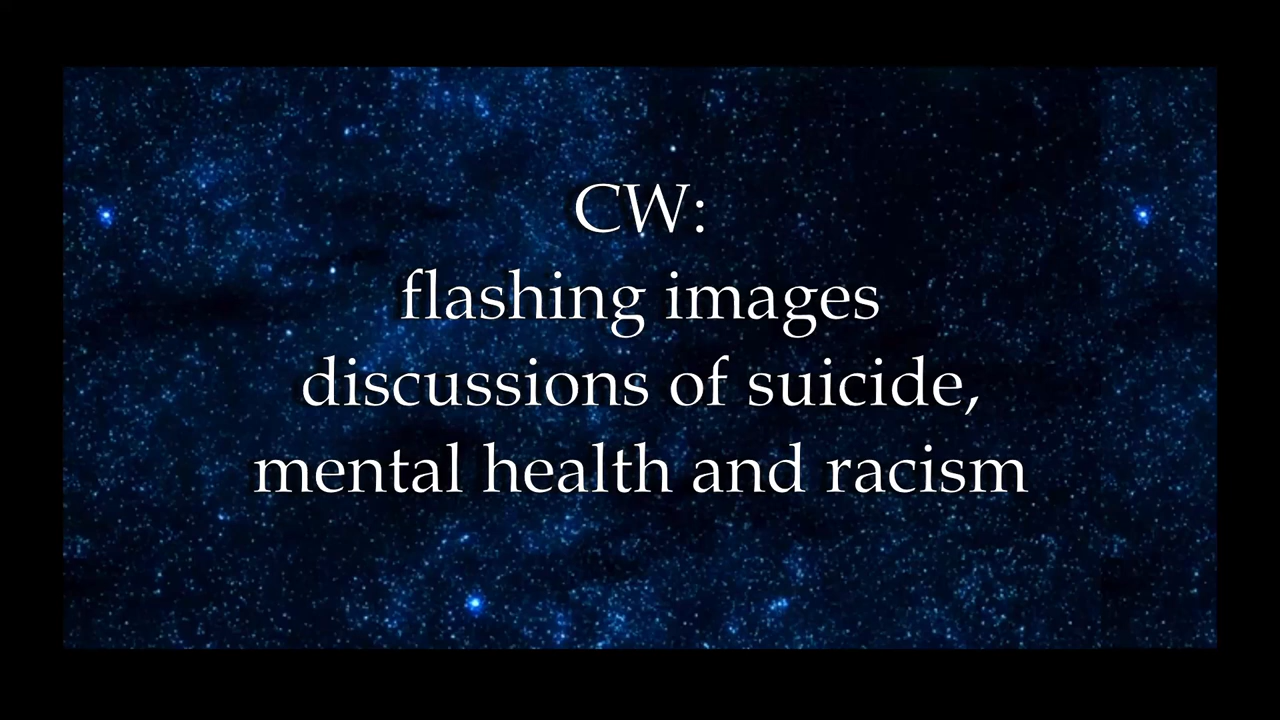 CW:
flashing images
discussions of suicide,
mental health and racism